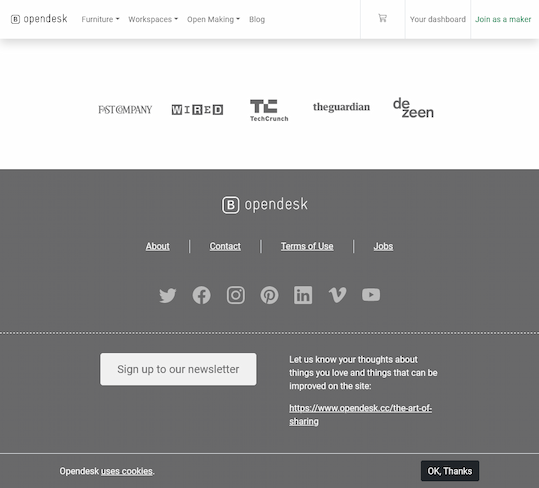 opendesk Furniture Workspaces Open Making Blog Your dashboard Join as a maker
FAST COMPANY WIRED TC TechCrunch theguardian de zeen
B opendesk
About Contact Terms of Use Jobs
Sign up to our newsletter
Let us know your thoughts about
things you love and things that can be
improved on the site:
https://www.opendesk.cc/the-art-of-
sharing
Opendesk uses cookies. OK, Thanks